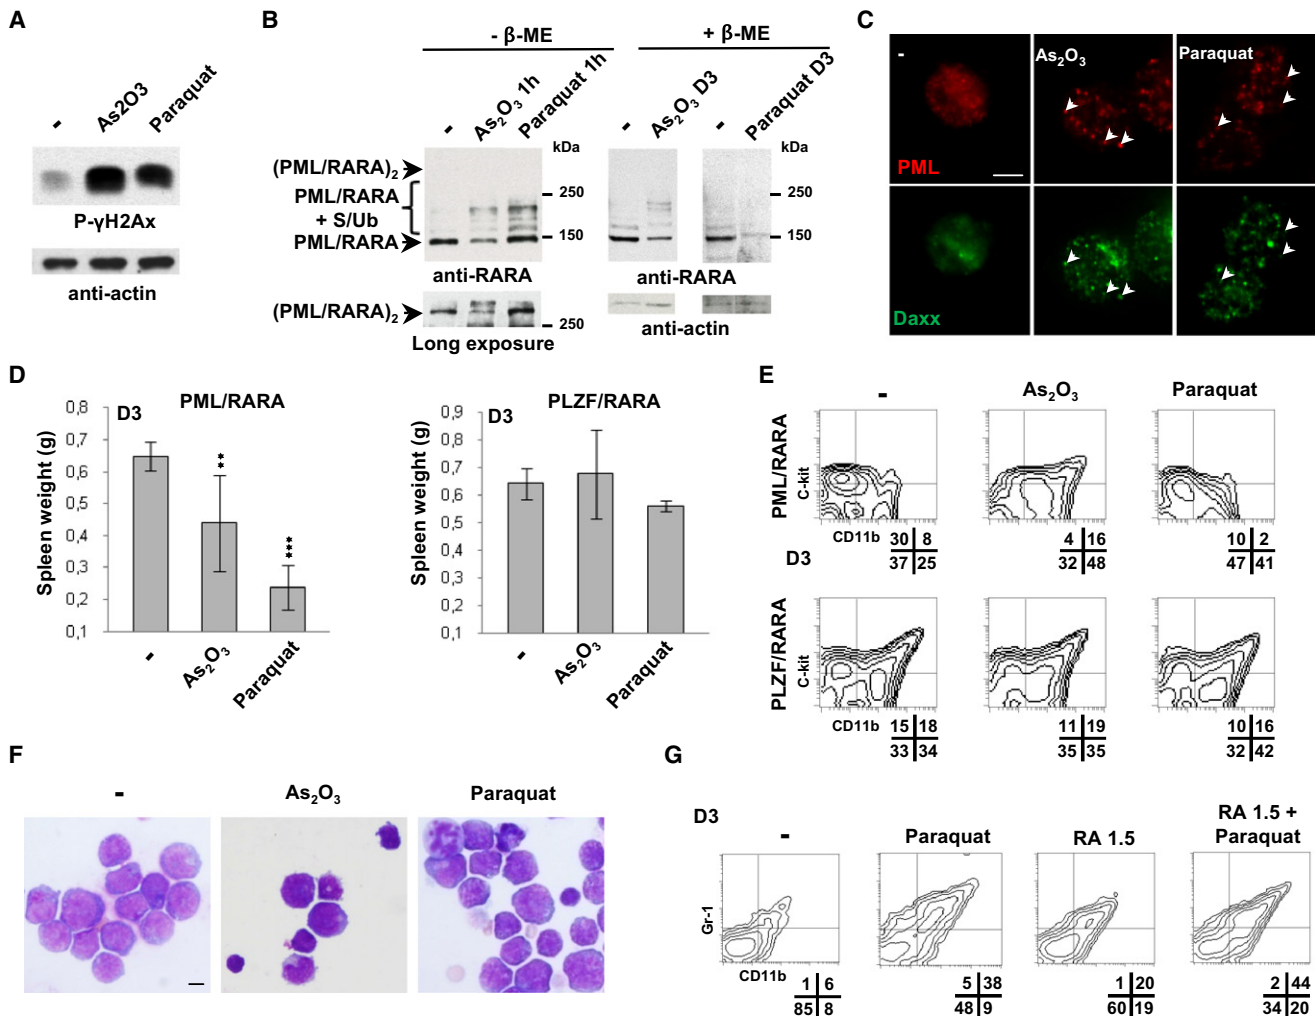 A
-
As2O3
Paraquat
P-γH2Ax
anti-actin
B
- β-ME
+ β-ME
-
As₂O₃ 1h
Paraquat 1h
-
As₂O₃ D3
-
Paraquat D3
kDa
kDa
(PML/RARA)₂
PML/RARA
+ S/Ub
PML/RARA
250
150
250
150
anti-RARA
anti-RARA
(PML/RARA)₂
250
Long exposure
anti-actin
C
-
As₂O₃
Paraquat
PML
Daxx
D
D3
PML/RARA
Spleen weight (g)
0,8
0,7
0,6
0,5
0,4
0,3
0,2
0,1
**
***
-
As₂O₃
Paraquat
D3
PLZF/RARA
Spleen weight (g)
0,9
0,8
0,7
0,6
0,5
0,4
0,3
0,2
0,1
-
As₂O₃
Paraquat
E
-
As₂O₃
Paraquat
PML/RARA
C-kit
CD11b
30 8
37 25
4 16
32 48
10 2
47 41
D3
PLZF/RARA
C-kit
CD11b
15 18
33 34
11 19
35 35
10 16
32 42
F
-
As₂O₃
Paraquat
G
D3
-
Paraquat
RA 1.5
RA 1.5 +
Paraquat
Gr-1
CD11b
1 6
85 8
5 38
48 9
1 20
60 19
2 44
34 20